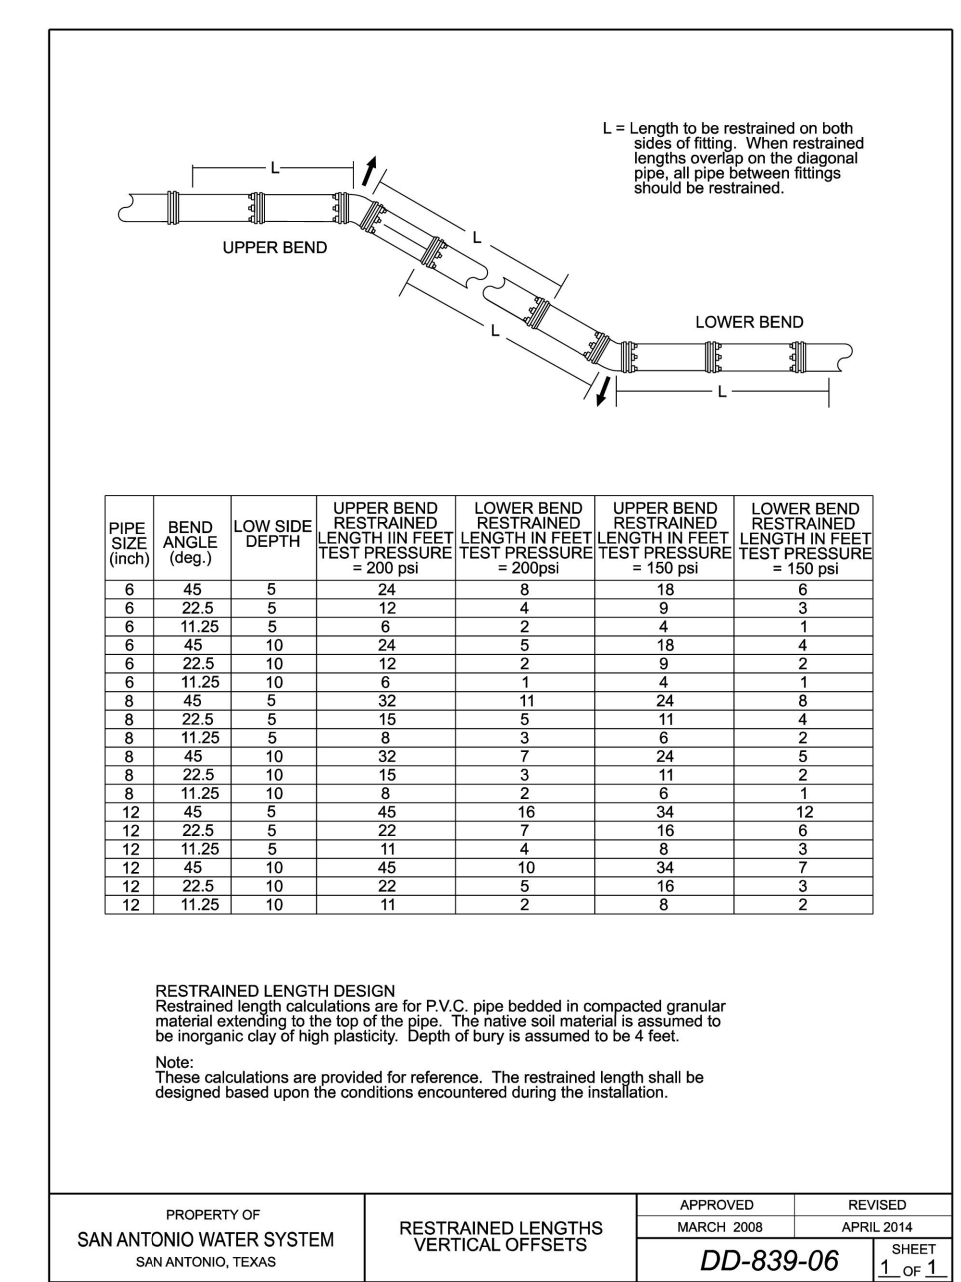 L = Length to be restrained on both
sides of fitting. When restrained
lengths overlap on the diagonal
pipe, all pipe between fittings
should be restrained.
L
UPPER BEND
L
L
LOWER BEND
L
PIPE SIZE (inch) BEND ANGLE (deg.) LOW SIDE DEPTH UPPER BEND RESTRAINED LENGTH IIN FEET TEST PRESSURE = 200 psi LOWER BEND RESTRAINED LENGTH IN FEET TEST PRESSURE = 200psi UPPER BEND RESTRAINED LENGTH IN FEET TEST PRESSURE = 150 psi LOWER BEND RESTRAINED LENGTH IN FEET TEST PRESSURE = 150 psi
6 45 5 24 8 18 6
6 22.5 5 12 4 9 3
6 11.25 5 6 2 4 1
6 45 10 24 5 18 4
6 22.5 10 12 2 9 2
6 11.25 10 6 1 4 1
8 45 5 32 11 24 8
8 22.5 5 15 5 11 4
8 11.25 5 8 3 6 2
8 45 10 32 7 24 5
8 22.5 10 15 3 11 2
8 11.25 10 8 2 6 1
12 45 5 45 16 34 12
12 22.5 5 22 7 16 6
12 11.25 5 11 4 8 3
12 45 10 45 10 34 7
12 22.5 10 22 5 16 3
12 11.25 10 11 2 8 2
RESTRAINED LENGTH DESIGN
Restrained length calculations are for P.V.C. pipe bedded in compacted granular
material extending to the top of the pipe. The native soil material is assumed to
be inorganic clay of high plasticity. Depth of bury is assumed to be 4 feet.
Note:
These calculations are provided for reference. The restrained length shall be
designed based upon the conditions encountered during the installation.
PROPERTY OF
SAN ANTONIO WATER SYSTEM
SAN ANTONIO, TEXAS
RESTRAINED LENGTHS
VERTICAL OFFSETS
APPROVED
MARCH 2008
REVISED
APRIL 2014
DD-839-06
SHEET
1 OF 1